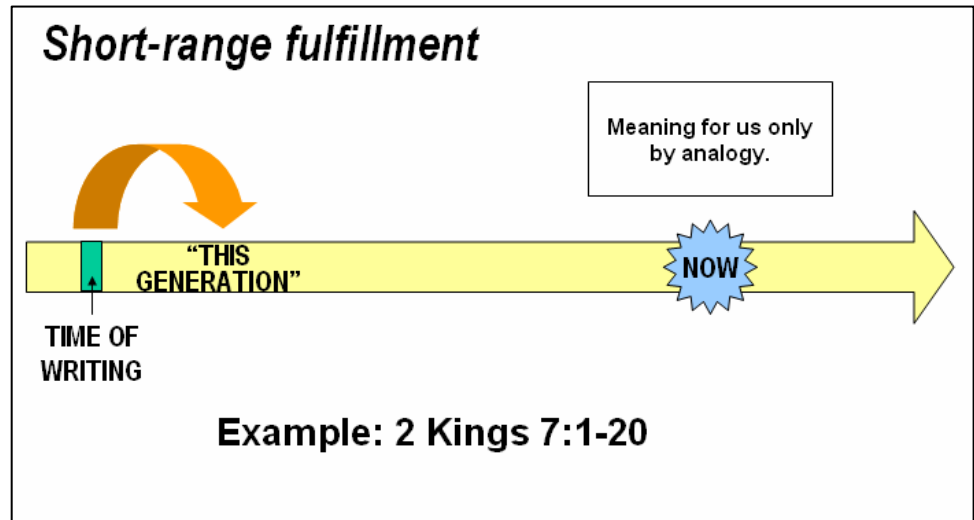 Short-range fulfillment
Meaning for us only
by analogy.
“THIS
GENERATION”
NOW
TIME OF
WRITING
Example: 2 Kings 7:1-20